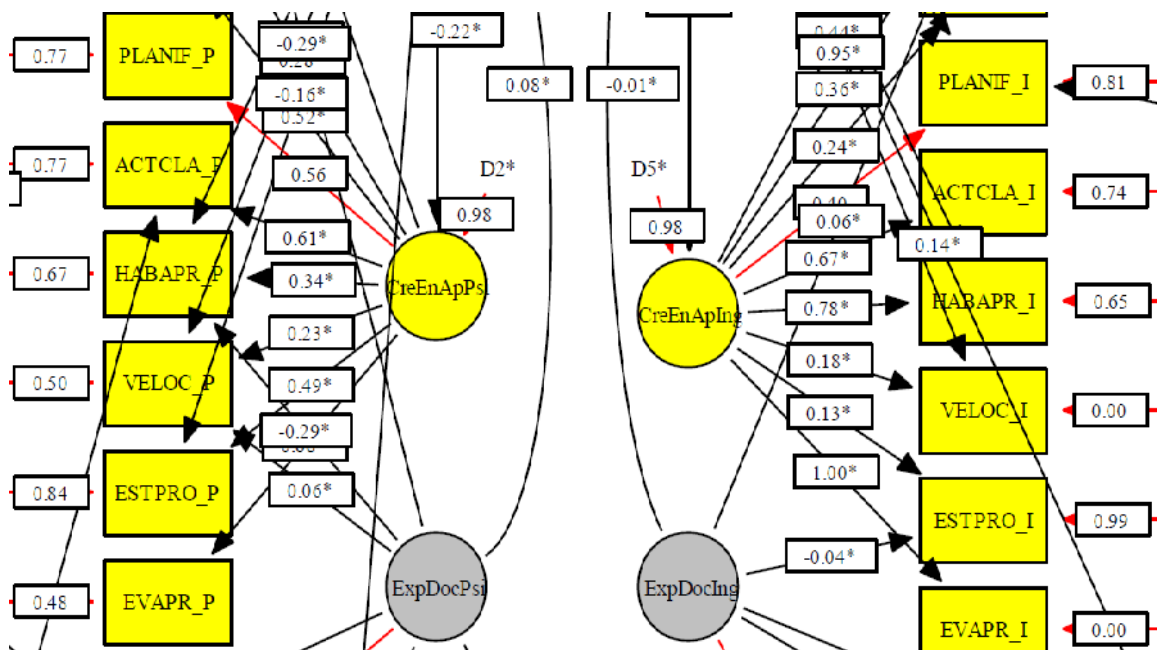 -0.29*
-0.22*
0.44*
0.95*
PLANIF_P
0.77
-0.16*
0.52*
0.08*
-0.01*
0.36*
PLANIF_I
0.81
0.24*
ACTCLA_P
0.77
0.56
D2*
D5*
0.98
0.98
0.06*
ACTCLA_I
0.74
0.61*
0.67*
0.14*
HABAPR_P
0.67
0.34*
CreEnApPsi
CreEnApIng
0.78*
HABAPR_I
0.65
0.23*
0.18*
VELOC_P
0.50
0.49*
0.13*
VELOC_I
0.00
-0.29*
0.06*
1.00*
ESTPRO_P
0.84
ESTPRO_I
0.99
-0.04*
ExpDocPsi
ExpDocIng
EVAPR_P
0.48
EVAPR_I
0.00